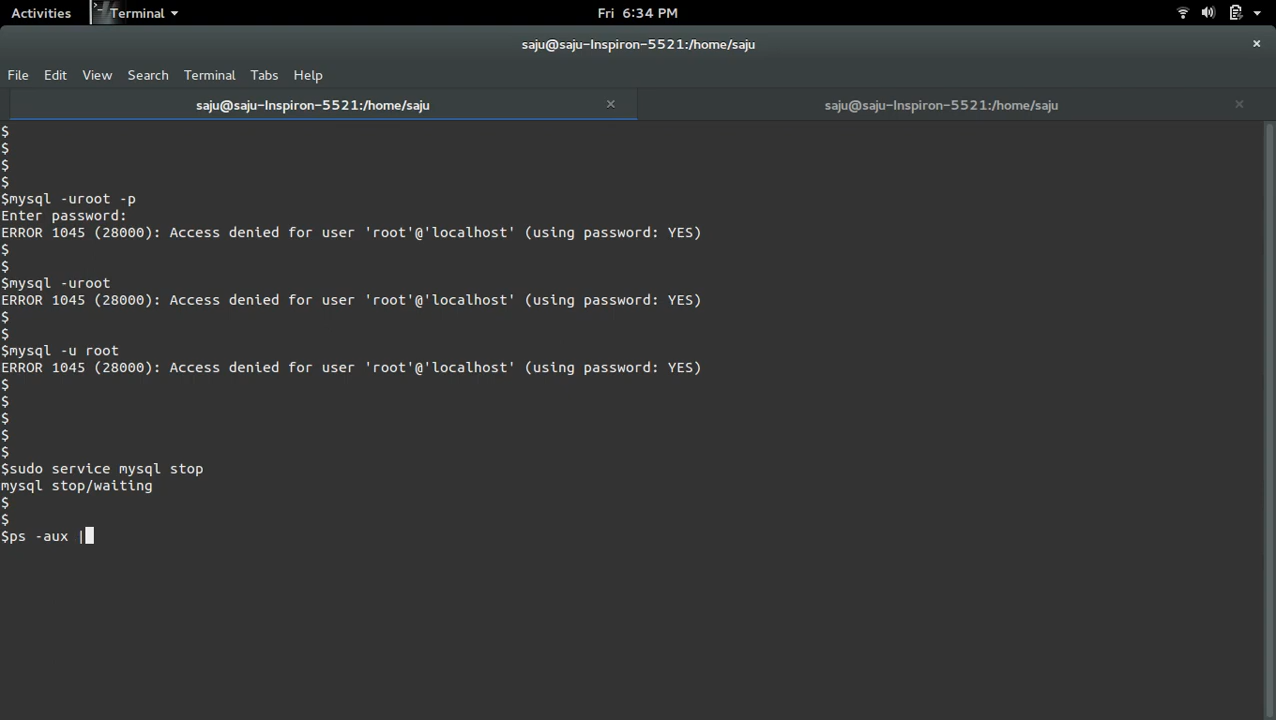 Activities Terminal Fri 6:34 PM
saju@saju-Inspiron-5521:/home/saju
File Edit View Search Terminal Tabs Help
saju@saju-Inspiron-5521:/home/saju saju@saju-Inspiron-5521:/home/saju
$
$
$
$
$mysql -uroot -p
Enter password:
ERROR 1045 (28000): Access denied for user 'root'@'localhost' (using password: YES)
$
$
$mysql -uroot
ERROR 1045 (28000): Access denied for user 'root'@'localhost' (using password: YES)
$
$
$mysql -u root
ERROR 1045 (28000): Access denied for user 'root'@'localhost' (using password: YES)
$
$
$
$
$
$sudo service mysql stop
mysql stop/waiting
$
$
$ps -aux |